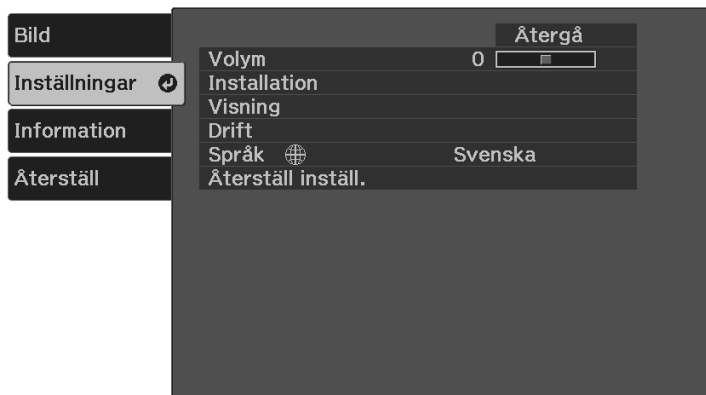 Bild
Inställningar
Information
Återställ
Återgå
Volym 0
Installation
Visning
Drift
Språk Svenska
Återställ inställ.